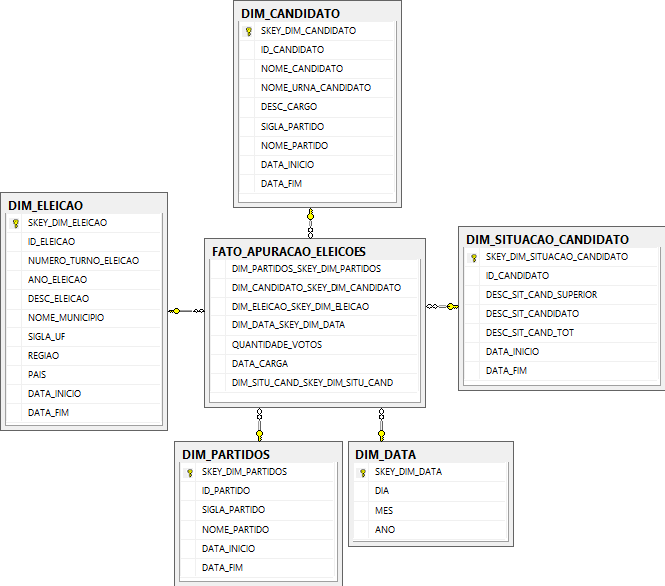 DIM_CANDIDATO
SKEY_DIM_CANDIDATO
ID_CANDIDATO
NOME_CANDIDATO
NOME_URNA_CANDIDATO
DESC_CARGO
SIGLA_PARTIDO
NOME_PARTIDO
DATA_INICIO
DATA_FIM
DIM_ELEICAO
SKEY_DIM_ELEICAO
ID_ELEICAO
NUMERO_TURNO_ELEICAO
ANO_ELEICAO
DESC_ELEICAO
NOME_MUNICIPIO
SIGLA_UF
REGIAO
PAIS
DATA_INICIO
DATA_FIM
FATO_APURACAO_ELEICOES
DIM_PARTIDOS_SKEY_DIM_PARTIDOS
DIM_CANDIDATO_SKEY_DIM_CANDIDATO
DIM_ELEICAO_SKEY_DIM_ELEICAO
DIM_DATA_SKEY_DIM_DATA
QUANTIDADE_VOTOS
DATA_CARGA
DIM_SITU_CAND_SKEY_DIM_SITU_CAND
DIM_SITUACAO_CANDIDATO
SKEY_DIM_SITUACAO_CANDIDATO
ID_CANDIDATO
DESC_SIT_CAND_SUPERIOR
DESC_SIT_CANDIDATO
DESC_SIT_CAND_TOT
DATA_INICIO
DATA_FIM
DIM_PARTIDOS
SKEY_DIM_PARTIDOS
ID_PARTIDO
SIGLA_PARTIDO
NOME_PARTIDO
DATA_INICIO
DATA_FIM
DIM_DATA
SKEY_DIM_DATA
DIA
MES
ANO